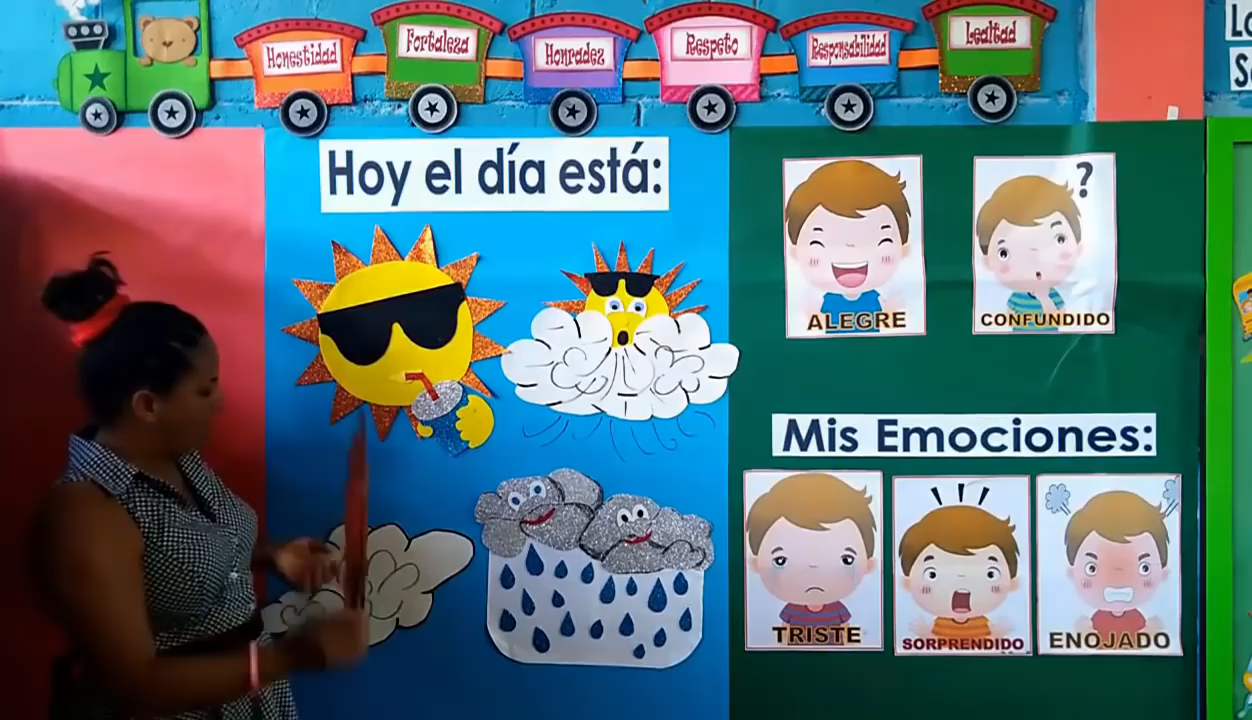 Honestidad
Fortaleza
Honradez
Respeto
Responsabilidad
Lealtad
Hoy el día está:
?
ALEGRE
CONFUNDIDO
Mis Emociones:
TRISTE
SORPRENDIDO
ENOJADO